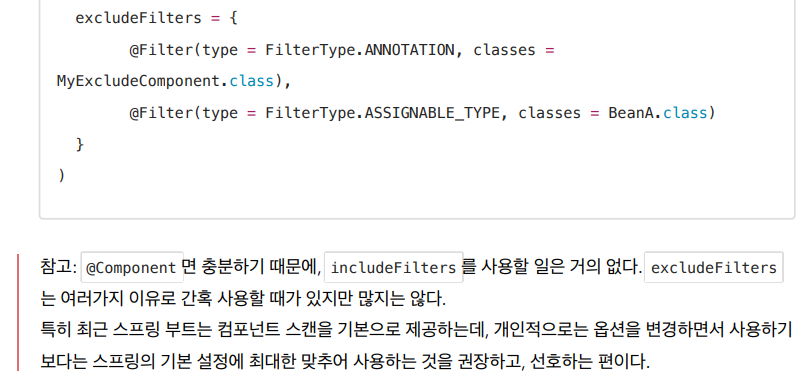 excludeFilters = {
@Filter(type = FilterType.ANNOTATION, classes =
MyExcludeComponent.class),
@Filter(type = FilterType.ASSIGNABLE_TYPE, classes = BeanA.class)
}
)
참고: @Component 면 충분하기 때문에, includeFilters 를 사용할 일은 거의 없다. excludeFilters
는 여러가지 이유로 간혹 사용할 때가 있지만 많지는 않다.
특히 최근 스프링 부트는 컴포넌트 스캔을 기본으로 제공하는데, 개인적으로는 옵션을 변경하면서 사용하기
보다는 스프링의 기본 설정에 최대한 맞추어 사용하는 것을 권장하고, 선호하는 편이다.